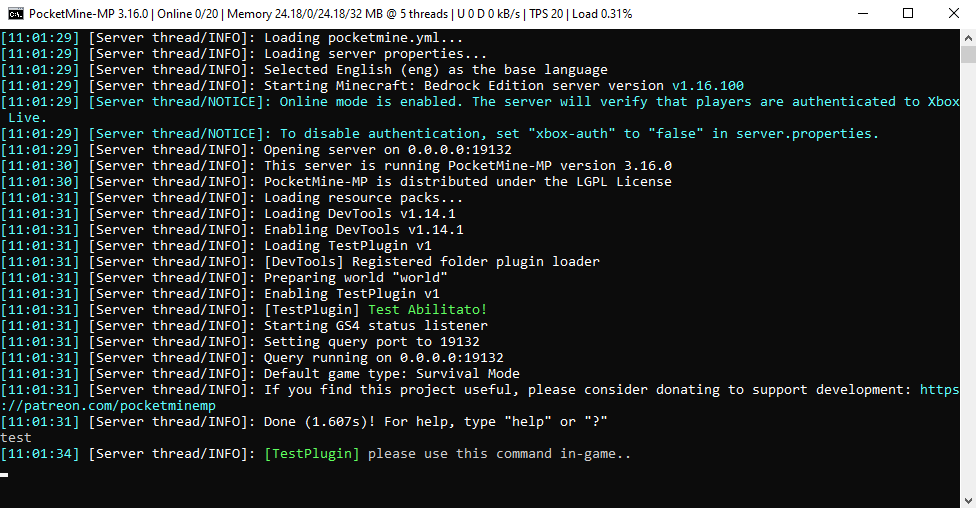 PocketMine-MP 3.16.0 | Online 0/20 | Memory 24.18/0/24.18/32 MB @ 5 threads | U 0 D 0 kB/s | TPS 20 | Load 0.31%
[11:01:29] [Server thread/INFO]: Loading pocketmine.yml...
[11:01:29] [Server thread/INFO]: Loading server properties...
[11:01:29] [Server thread/INFO]: Selected English (eng) as the base language
[11:01:29] [Server thread/INFO]: Starting Minecraft: Bedrock Edition server version v1.16.100
[11:01:29] [Server thread/NOTICE]: Online mode is enabled. The server will verify that players are authenticated to Xbox
Live.
[11:01:29] [Server thread/NOTICE]: To disable authentication, set "xbox-auth" to "false" in server.properties.
[11:01:29] [Server thread/INFO]: Opening server on 0.0.0.0:19132
[11:01:30] [Server thread/INFO]: This server is running PocketMine-MP version 3.16.0
[11:01:30] [Server thread/INFO]: PocketMine-MP is distributed under the LGPL License
[11:01:31] [Server thread/INFO]: Loading resource packs...
[11:01:31] [Server thread/INFO]: Loading DevTools v1.14.1
[11:01:31] [Server thread/INFO]: Enabling DevTools v1.14.1
[11:01:31] [Server thread/INFO]: Loading TestPlugin v1
[11:01:31] [Server thread/INFO]: [DevTools] Registered folder plugin loader
[11:01:31] [Server thread/INFO]: Preparing world "world"
[11:01:31] [Server thread/INFO]: Enabling TestPlugin v1
[11:01:31] [Server thread/INFO]: [TestPlugin] Test Abilitato!
[11:01:31] [Server thread/INFO]: Starting GS4 status listener
[11:01:31] [Server thread/INFO]: Setting query port to 19132
[11:01:31] [Server thread/INFO]: Query running on 0.0.0.0:19132
[11:01:31] [Server thread/INFO]: Default game type: Survival Mode
[11:01:31] [Server thread/INFO]: If you find this project useful, please consider donating to support development: https
://patreon.com/pocketminemp
[11:01:31] [Server thread/INFO]: Done (1.607s)! For help, type "help" or "?"
test
[11:01:34] [Server thread/INFO]: [TestPlugin] please use this command in-game..